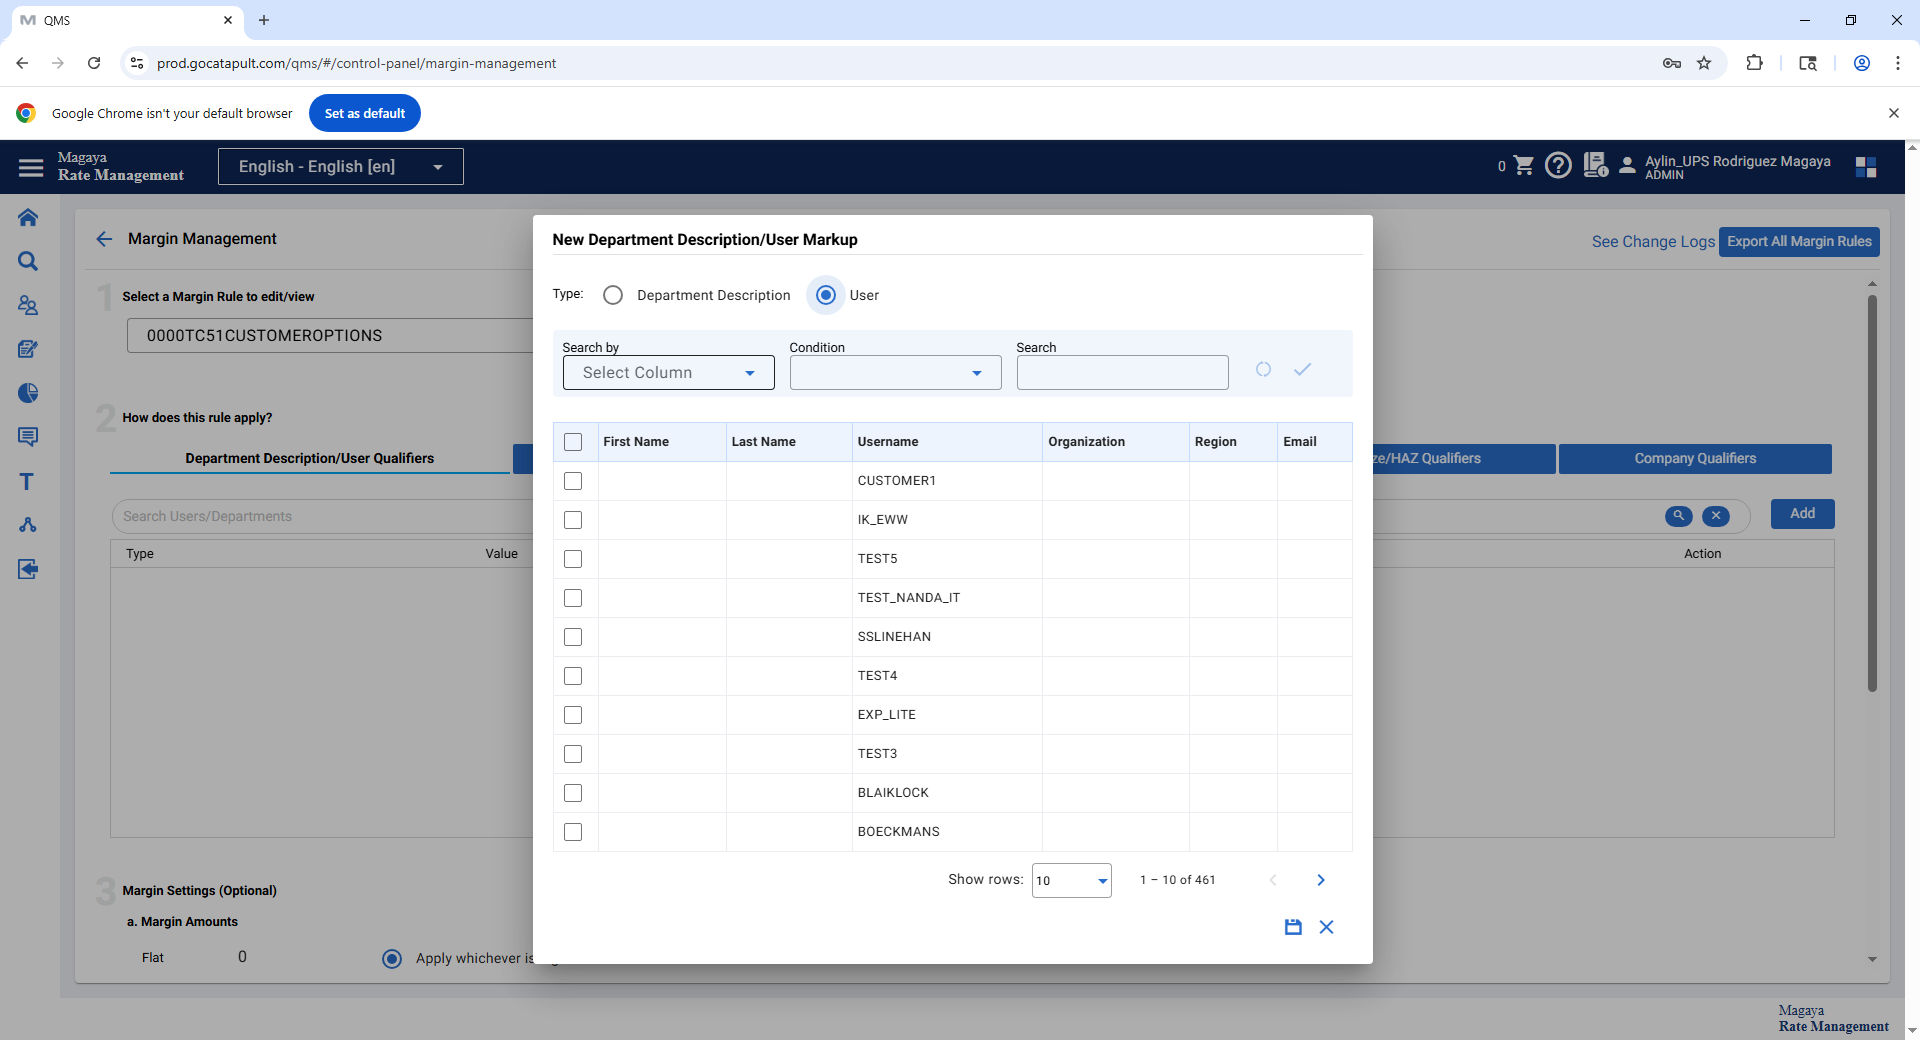 QMS
prod.gocatapult.com/qms/#/control-panel/margin-management
Google Chrome isn't your default browser
Set as default
Magaya
Rate Management
English - English [en]
0
Aylin_UPS Rodriguez Magaya
ADMIN
Margin Management
See Change Logs
Export All Margin Rules
1
Select a Margin Rule to edit/view
0000TC51CUSTOMEROPTIONS
2
How does this rule apply?
Department Description/User Qualifiers
ze/HAZ Qualifiers
Company Qualifiers
Search Users/Departments
Add
Type
Value
Action
3
Margin Settings (Optional)
a. Margin Amounts
Flat
0
Apply whichever is
New Department Description/User Markup
Type:
Department Description
User
Search by
Condition
Search
Select Column
First Name
Last Name
Username
Organization
Region
Email
CUSTOMER1
IK_EWW
TEST5
TEST_NANDA_IT
SSLINEHAN
TEST4
EXP_LITE
TEST3
BLAIKLOCK
BOECKMANS
Show rows:
10
1 – 10 of 461
Magaya
Rate Management